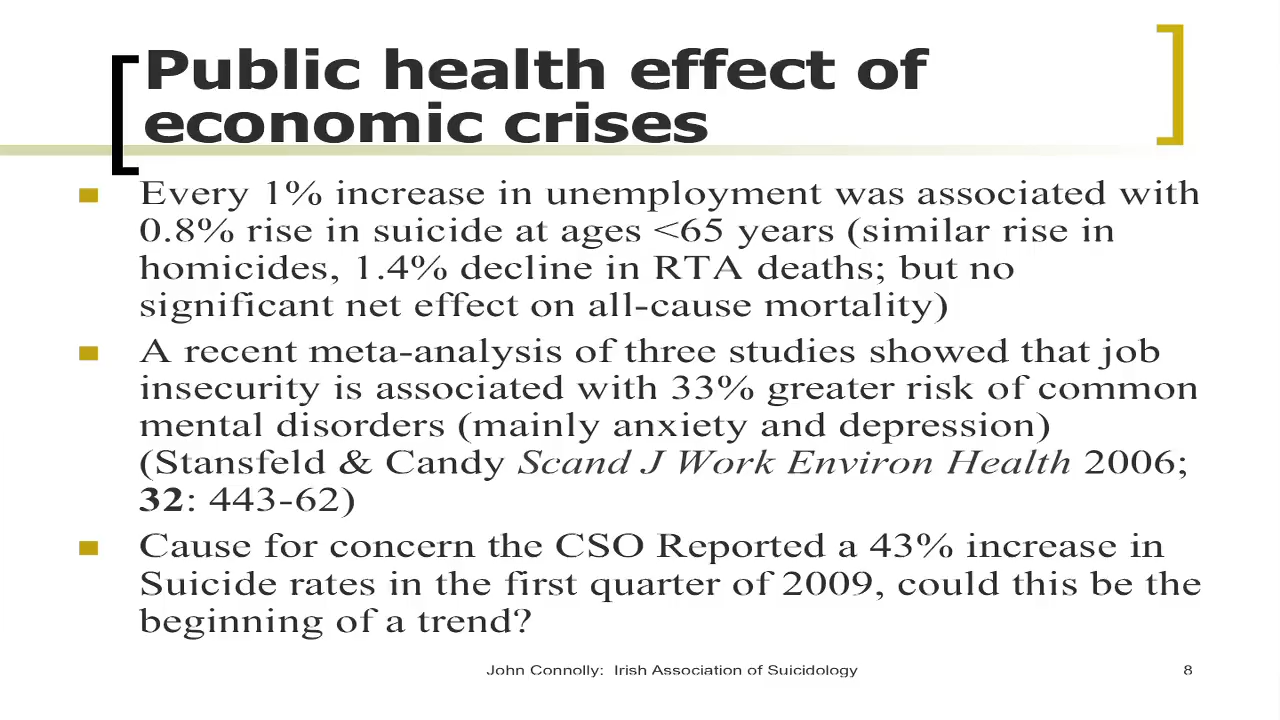 Public health effect of
economic crises
Every 1% increase in unemployment was associated with
0.8% rise in suicide at ages <65 years (similar rise in
homicides, 1.4% decline in RTA deaths; but no
significant net effect on all-cause mortality)
A recent meta-analysis of three studies showed that job
insecurity is associated with 33% greater risk of common
mental disorders (mainly anxiety and depression)
(Stansfeld & Candy Scand J Work Environ Health 2006;
32: 443-62)
Cause for concern the CSO Reported a 43% increase in
Suicide rates in the first quarter of 2009, could this be the
beginning of a trend?
John Connolly: Irish Association of Suicidology
8